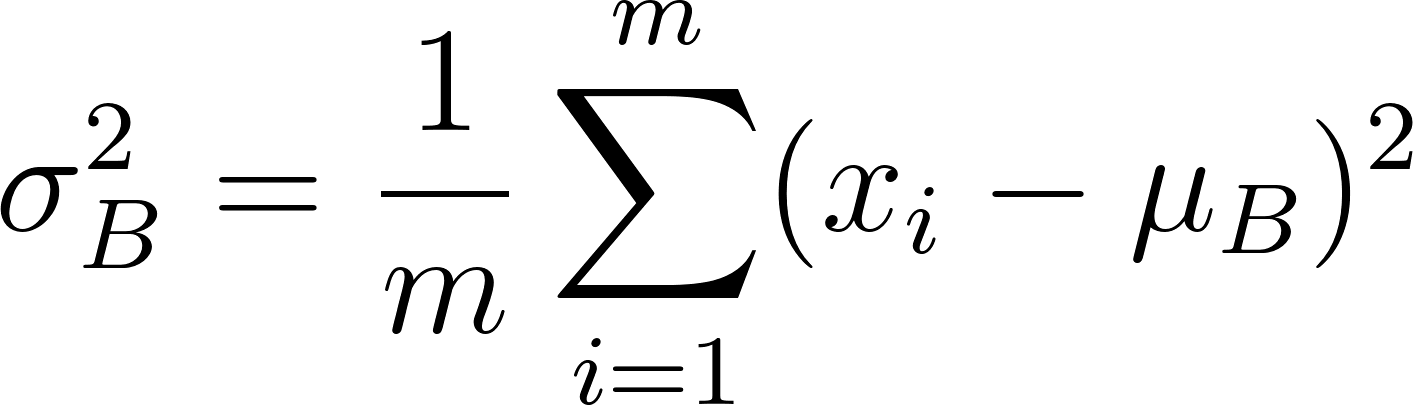 σ_B^2 = \frac{1}{m} \sum_{i=1}^{m} (x_i - μ_B)^2